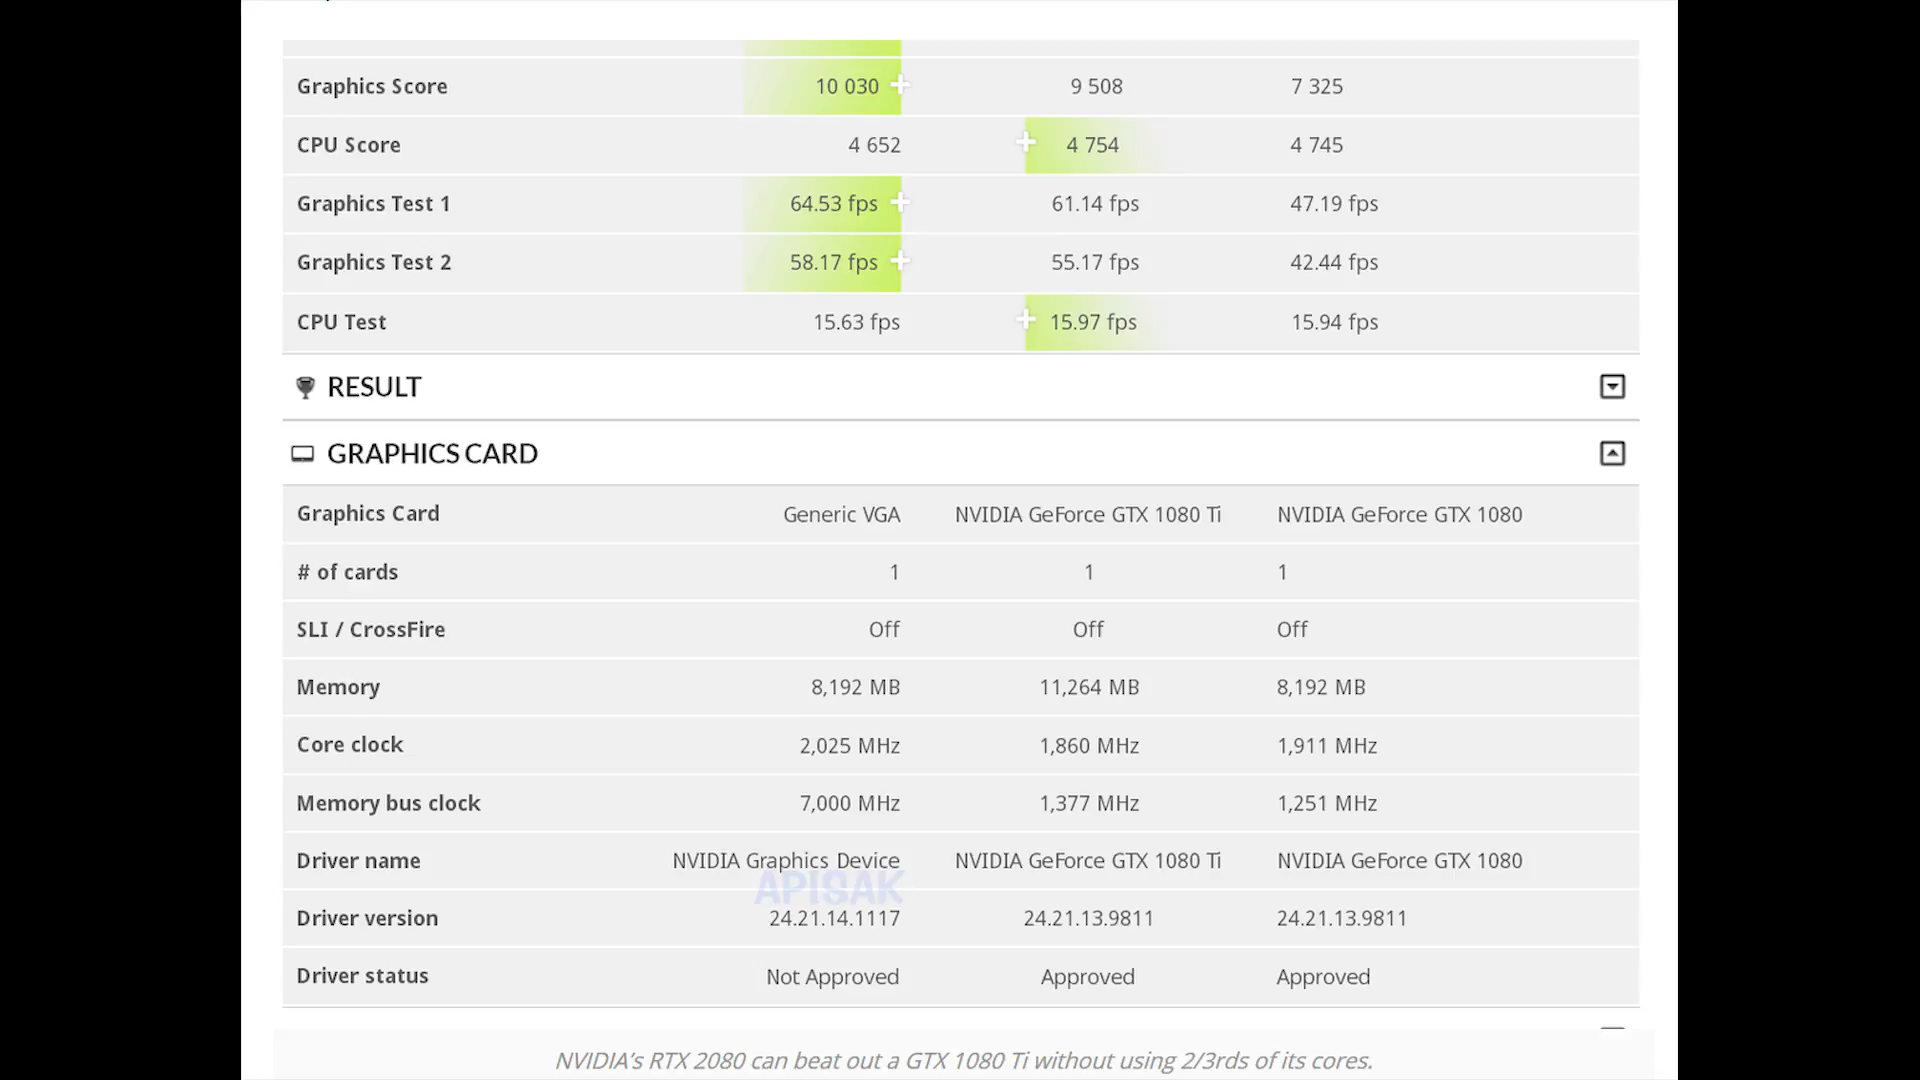 Graphics Score 10 030 9 508 7 325
CPU Score 4 652 4 754 4 745
Graphics Test 1 64.53 fps 61.14 fps 47.19 fps
Graphics Test 2 58.17 fps 55.17 fps 42.44 fps
CPU Test 15.63 fps 15.97 fps 15.94 fps
RESULT
GRAPHICS CARD
Graphics Card Generic VGA NVIDIA GeForce GTX 1080 Ti NVIDIA GeForce GTX 1080
# of cards 1 1 1
SLI / CrossFire Off Off Off
Memory 8,192 MB 11,264 MB 8,192 MB
Core clock 2,025 MHz 1,860 MHz 1,911 MHz
Memory bus clock 7,000 MHz 1,377 MHz 1,251 MHz
Driver name NVIDIA Graphics Device NVIDIA GeForce GTX 1080 Ti NVIDIA GeForce GTX 1080
APISAK
Driver version 24.21.14.1117 24.21.13.9811 24.21.13.9811
Driver status Not Approved Approved Approved
NVIDIA's RTX 2080 can beat out a GTX 1080 Ti without using 2/3rds of its cores.